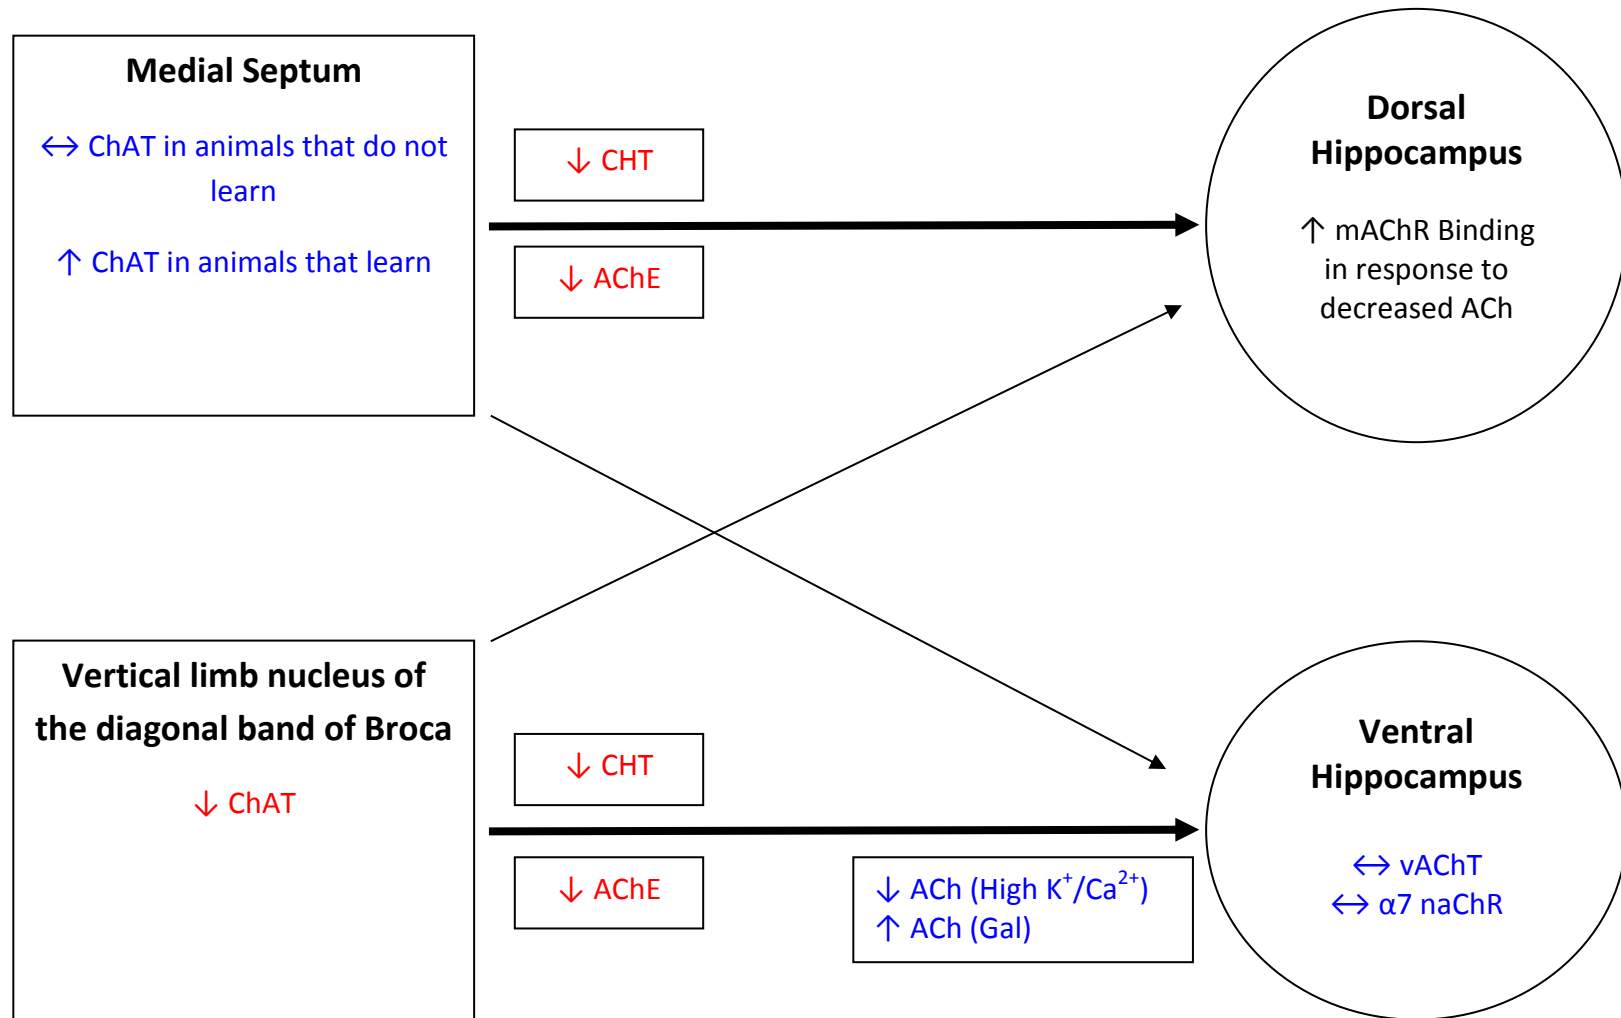 Medial Septum
↔ ChAT in animals that do not
learn
↑ ChAT in animals that learn
↓ CHT
↓ AChE
Dorsal
Hippocampus
↑ mAChR Binding
in response to
decreased ACh
Vertical limb nucleus of
the diagonal band of Broca
↓ ChAT
↓ CHT
↓ AChE
↓ ACh (High K⁺/Ca²⁺)
↑ ACh (Gal)
Ventral
Hippocampus
↔ vAChT
↔ α7 naChR